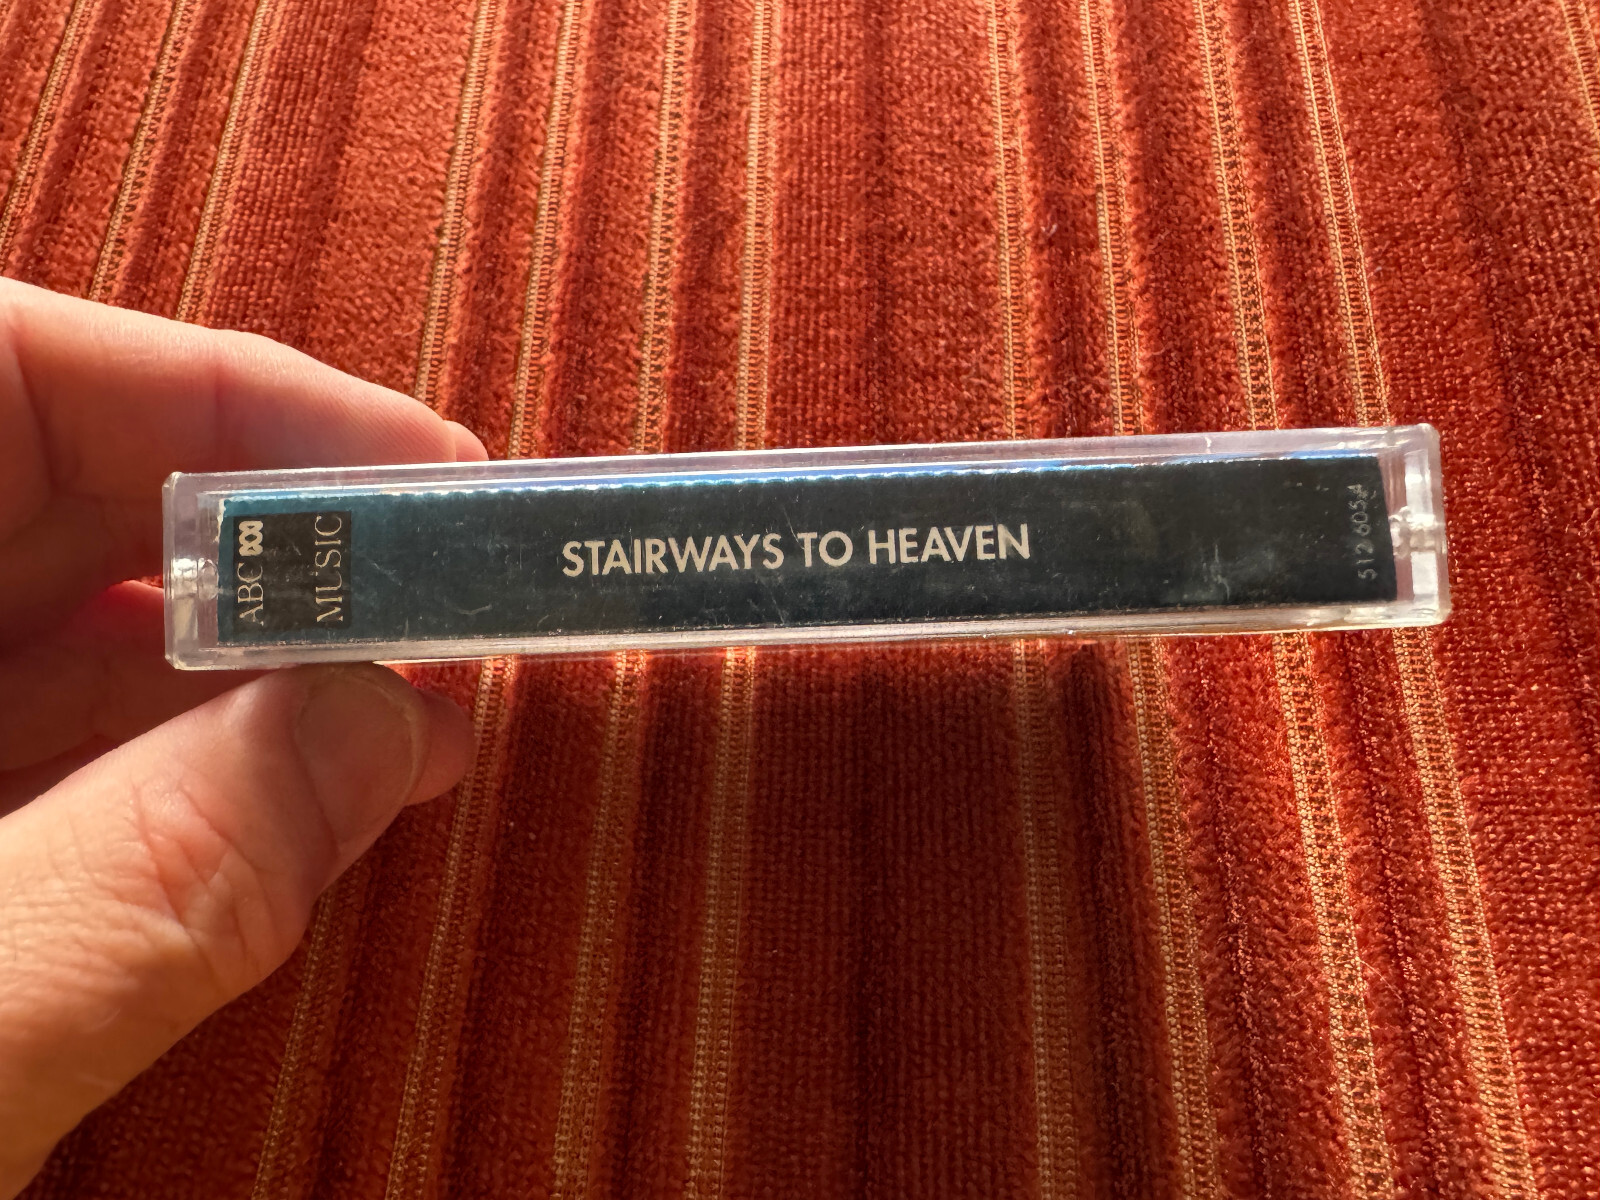 ABC
MUSIC
STAIRWAYS TO HEAVEN
512 605-4